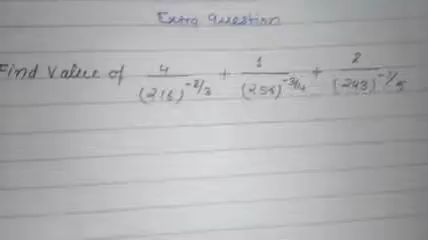 Extra Question
Find Value of 4/(216)^-2/3 + 1/(256)^-3/4 + 2/(243)^-1/5